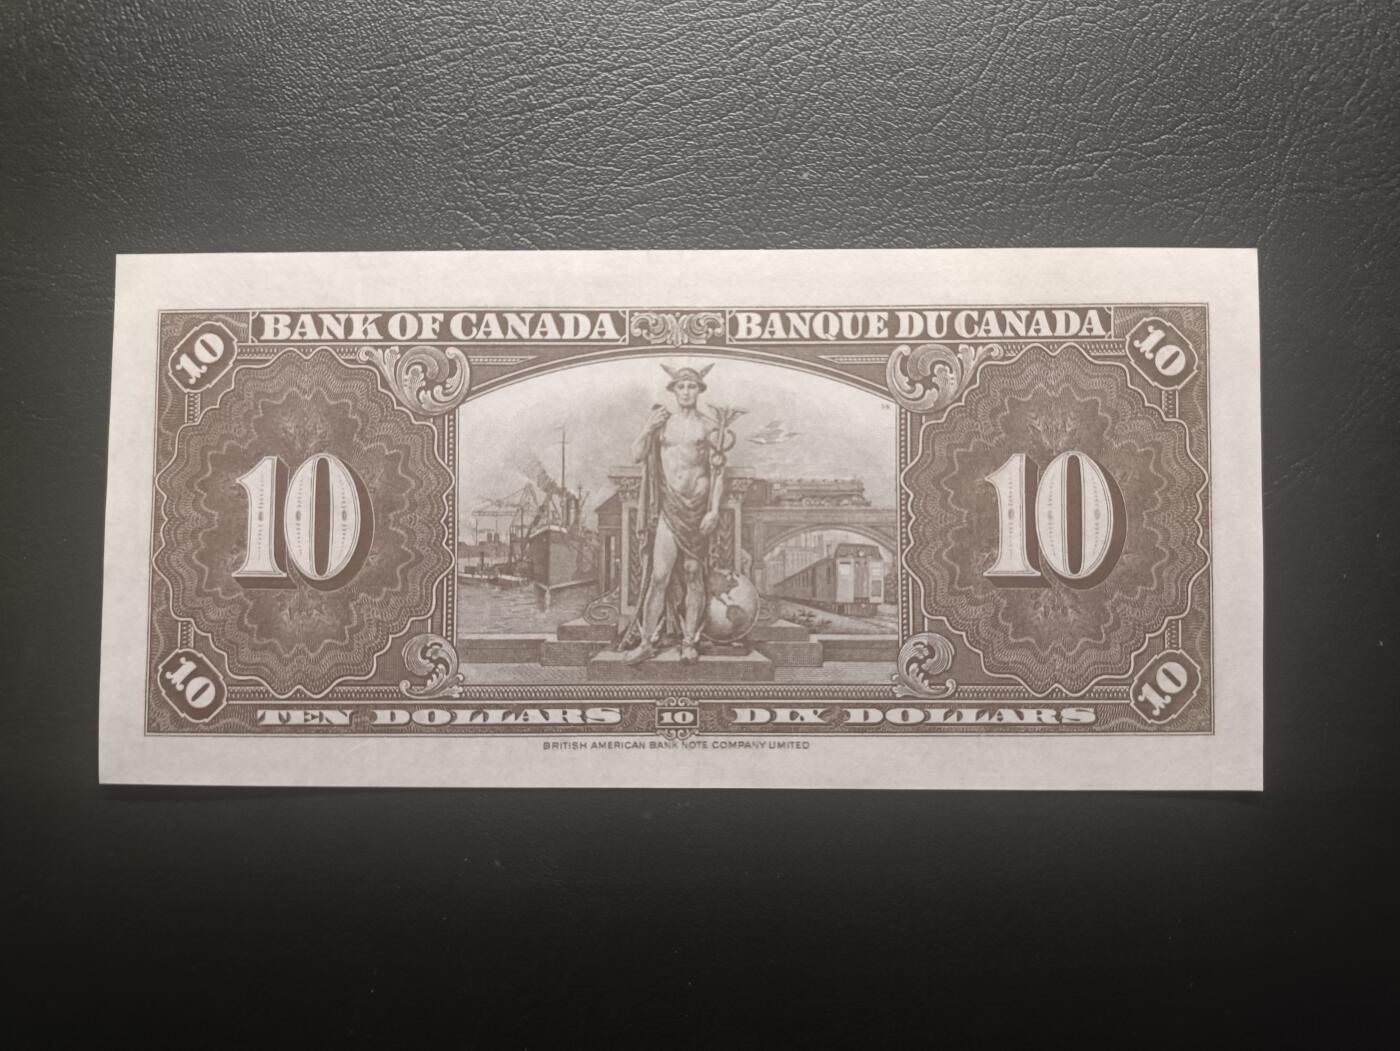 BANK OF CANADA
BANQUE DU CANADA
10
10
10
10
10
10
TEN DOLLARS
10
DIX DOLLARS
BRITISH AMERICAN BANK NOTE COMPANY LIMITED